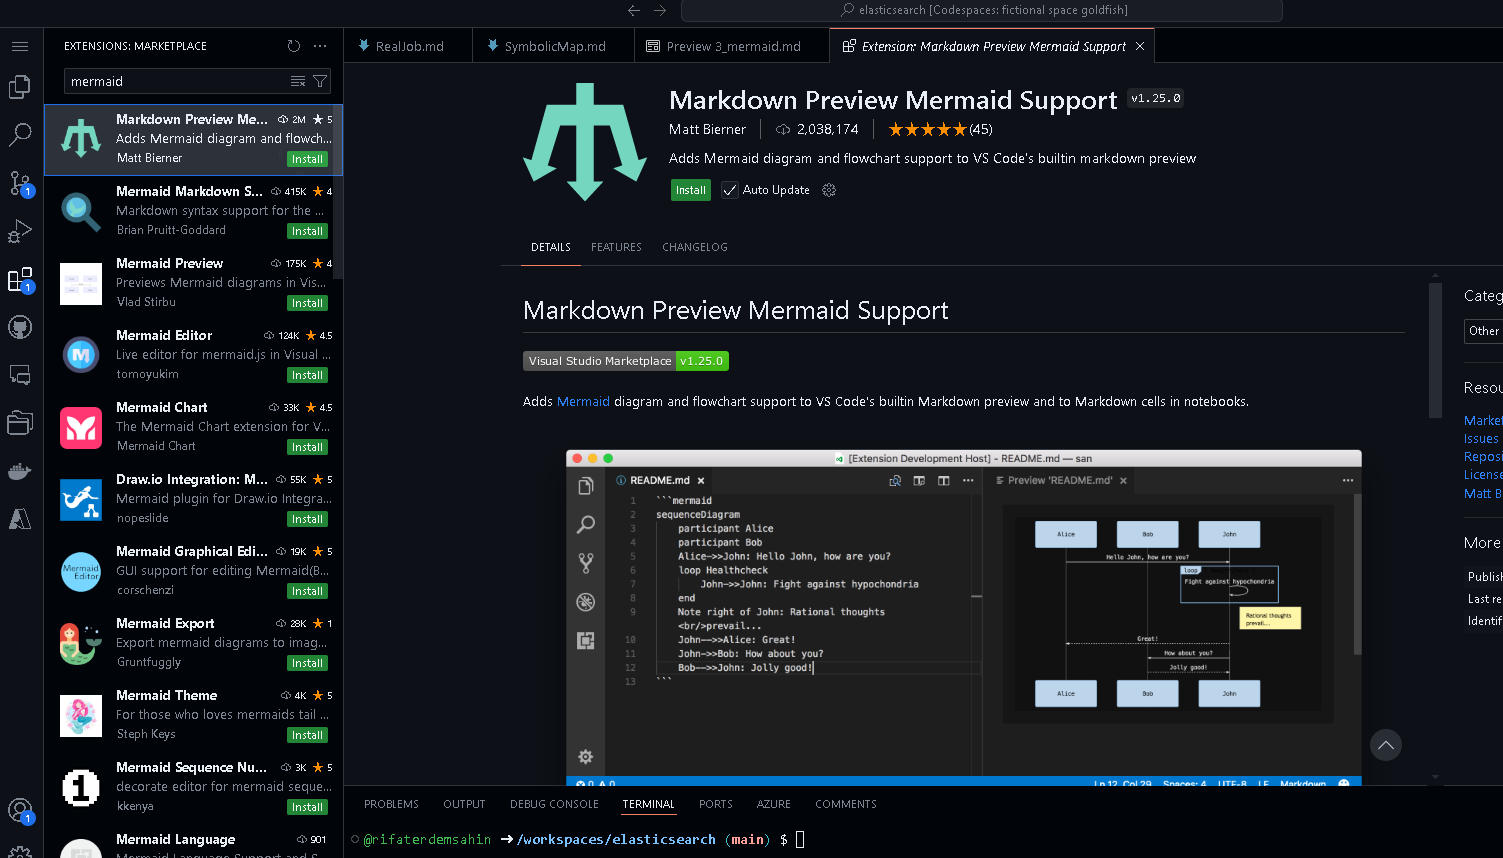 elasticsearch [Codespaces: fictional space goldfish]
EXTENSIONS: MARKETPLACE
mermaid
Markdown Preview Me... 2M ★ 5
Adds Mermaid diagram and flowch...
Matt Bierner Install
Mermaid Markdown S... 415K ★ 4
Markdown syntax support for the ...
Brian Pruitt-Goddard Install
Mermaid Preview 175K ★ 4
Previews Mermaid diagrams in Vis...
Vlad Stirbu Install
Mermaid Editor 124K ★ 4.5
Live editor for mermaid.js in Visual ...
tomoyukim Install
Mermaid Chart 33K ★ 4.5
The Mermaid Chart extension for V...
Mermaid Chart Install
Draw.io Integration: M... 55K ★ 5
Mermaid plugin for Draw.io Integra...
nopeslide Install
Mermaid Graphical Edi... 19K ★ 5
GUI support for editing Mermaid(B...
corschenzi Install
Mermaid Editor
Mermaid Export 28K ★ 1
Export mermaid diagrams to imag...
Gruntfuggly Install
Mermaid Theme 4K ★ 5
For those who loves mermaids tail ...
Steph Keys Install
Mermaid Sequence Nu... 3K ★ 5
decorate editor for mermaid seque...
kkenya Install
Mermaid Language 901
Mermaid Language Support and S...
1
1
1
RealJob.md
SymbolicMap.md
Preview 3_mermaid.md
Extension: Markdown Preview Mermaid Support
Markdown Preview Mermaid Support v1.25.0
Matt Bierner 2,038,174 ★★★★★(45)
Adds Mermaid diagram and flowchart support to VS Code's builtin markdown preview
Install Auto Update
DETAILS FEATURES CHANGELOG
Markdown Preview Mermaid Support
Visual Studio Marketplace v1.25.0
Adds Mermaid diagram and flowchart support to VS Code's builtin Markdown preview and to Markdown cells in notebooks.
[Extension Development Host] - README.md — san
README.md
Preview 'README.md'
1 ```mermaid
2 sequenceDiagram
3 participant Alice
4 participant Bob
5 Alice->>John: Hello John, how are you?
6 loop Healthcheck
7 John->>John: Fight against hypochondria
8 end
9 Note right of John: Rational thoughts
<br/>prevail...
10 John-->>Alice: Great!
11 John->>Bob: How about you?
12 Bob-->>John: Jolly good!
13 ```
Alice Bob John
Hello John, how are you?
loop
Fight against hypochondria
Rational thoughts
prevail...
Great!
How about you?
Jolly good!
Alice Bob John
0 0 Ln 12, Col 29 Spaces: 4 UTF-8 LF Markdown
Categ
Other
Resou
Market
Issues
Reposi
License
Matt B
More
Publish
Last re
Identif
PROBLEMS OUTPUT DEBUG CONSOLE TERMINAL PORTS AZURE COMMENTS
@rifaterdemsahin ➜ /workspaces/elasticsearch (main) $